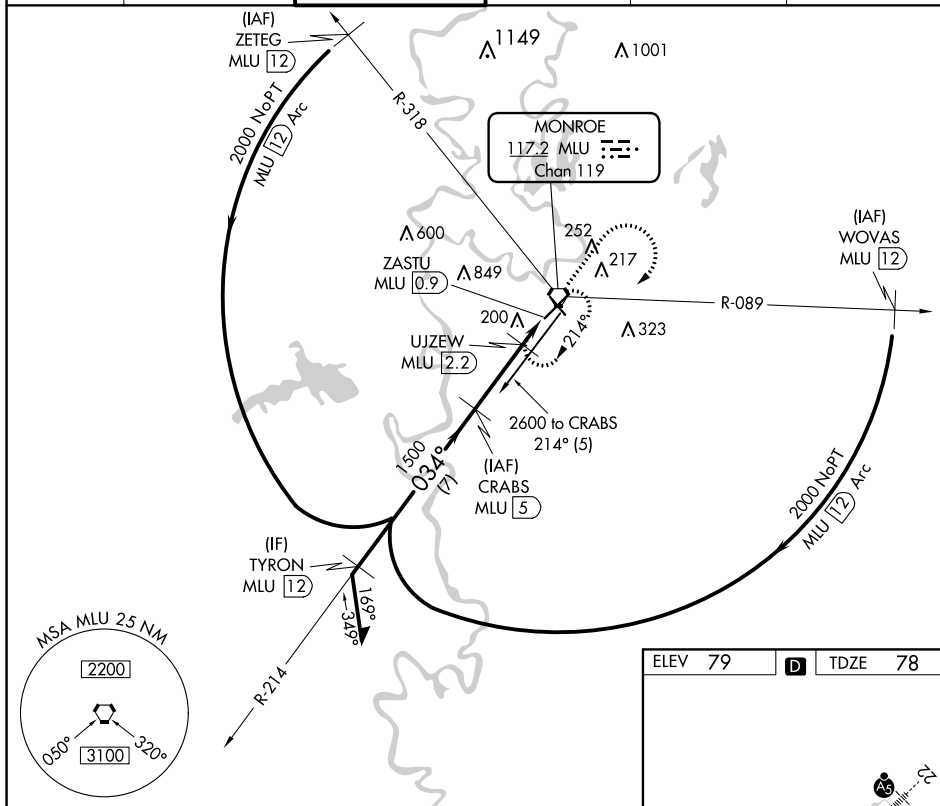 (IAF)
ZETEG
MLU 12
1149
1001
R-318
2000 NoPT
MLU 12 Arc
MONROE
117.2 MLU
Chan 119
(IAF)
WOVAS
MLU 12
600
252
217
ZASTU
MLU 0.9
849
R-089
200
323
214°
UJZEW
MLU 2.2
2600 to CRABS
214° (5)
1500
034°
(7)
(IAF)
CRABS
MLU 5
2000 NoPT
MLU 12 Arc
(IF)
TYRON
MLU 12
169°
349°
R-214
MSA MLU 25 NM
2200
050°
320°
3100
ELEV 79
D
TDZE 78
A5
22